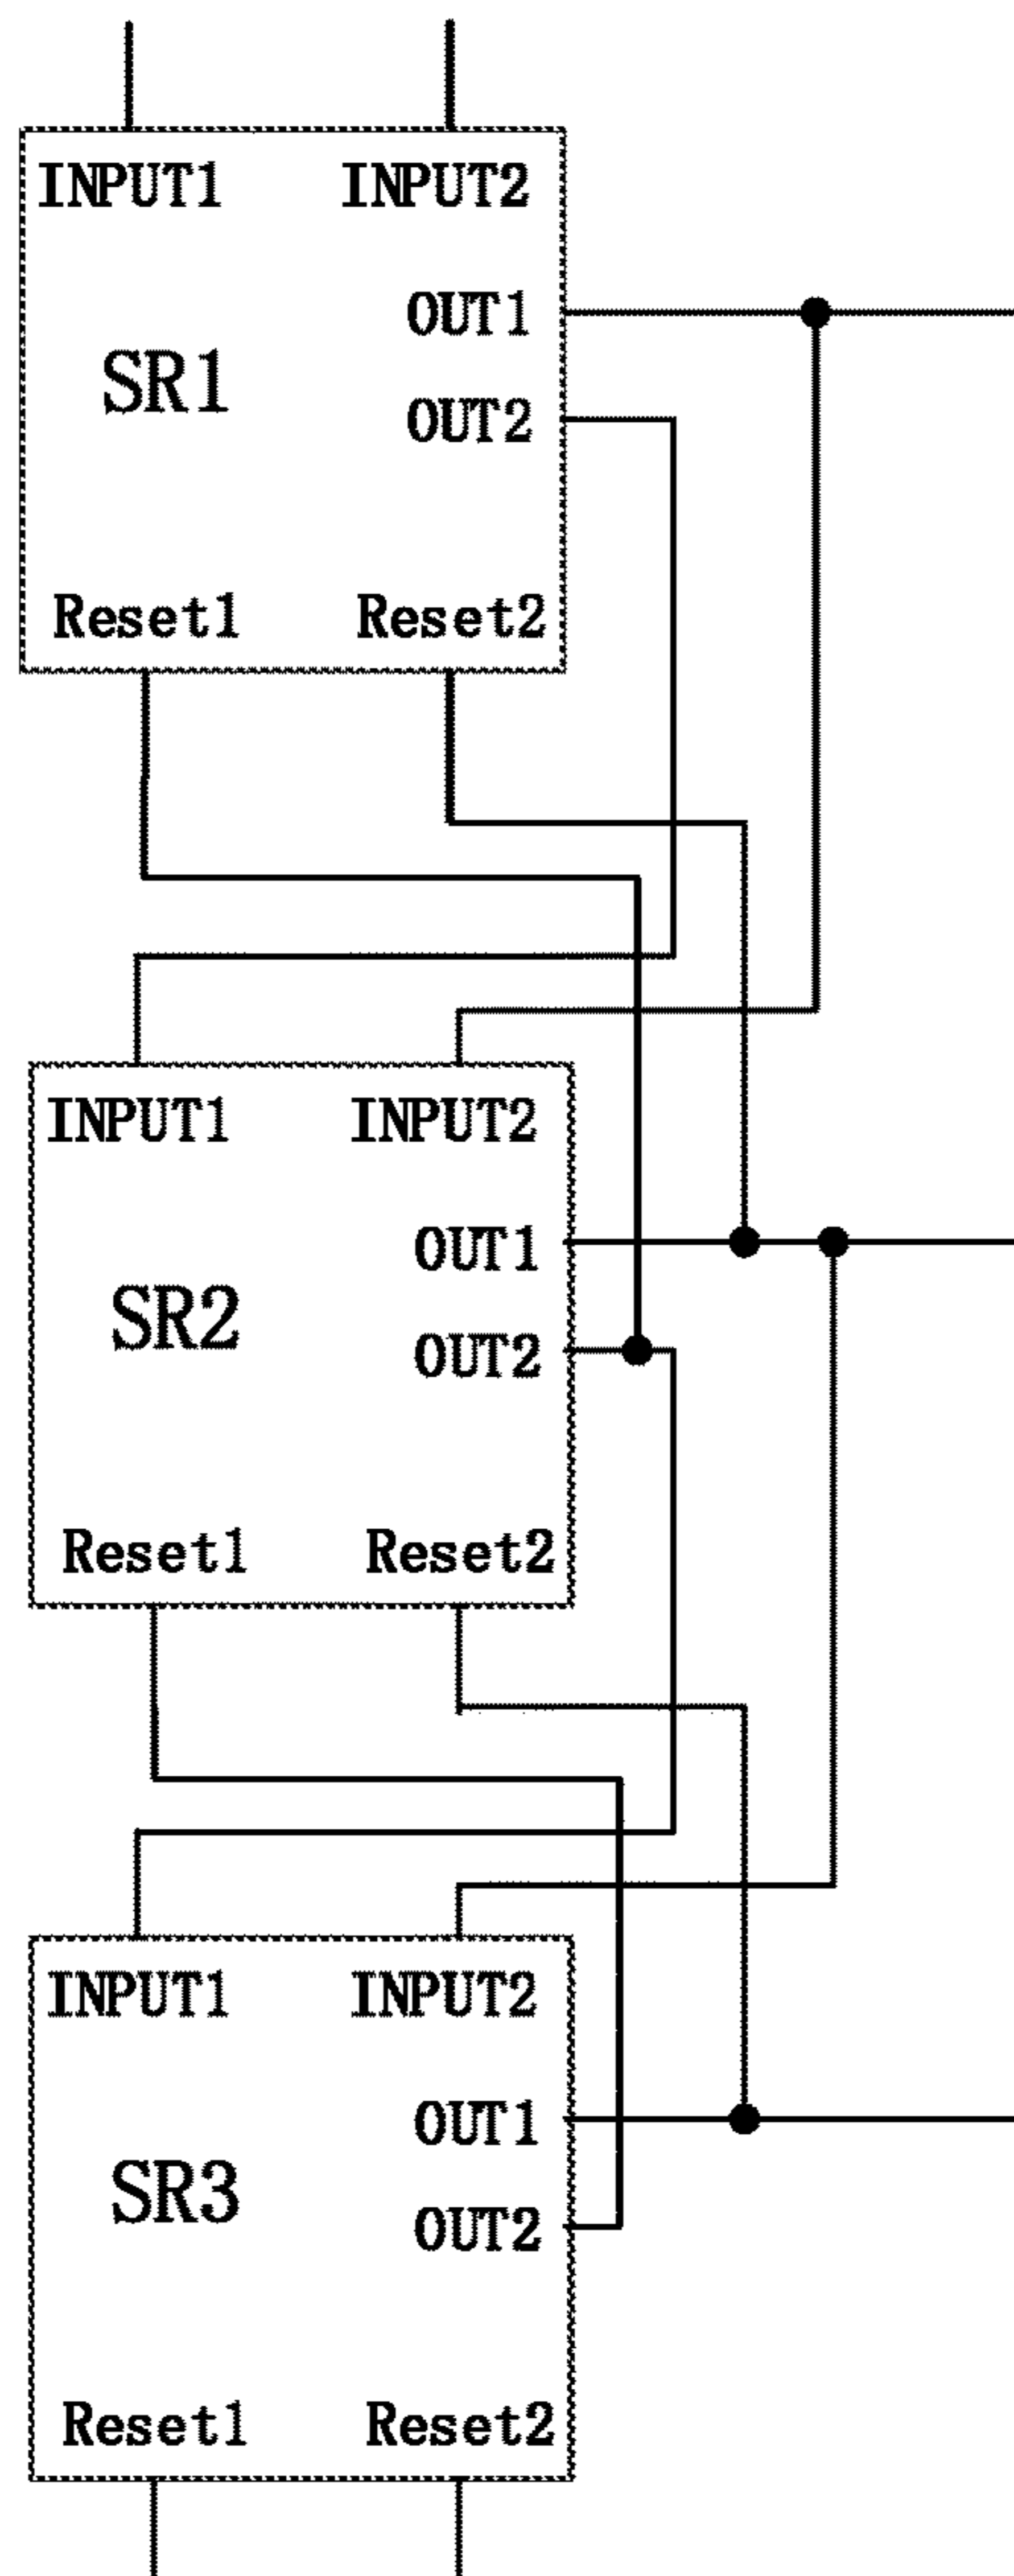 INPUT1 INPUT2
OUT1
SR1
OUT2
Reset1 Reset2
INPUT1 INPUT2
OUT1
SR2
OUT2
Reset1 Reset2
INPUT1 INPUT2
OUT1
SR3
OUT2
Reset1 Reset2